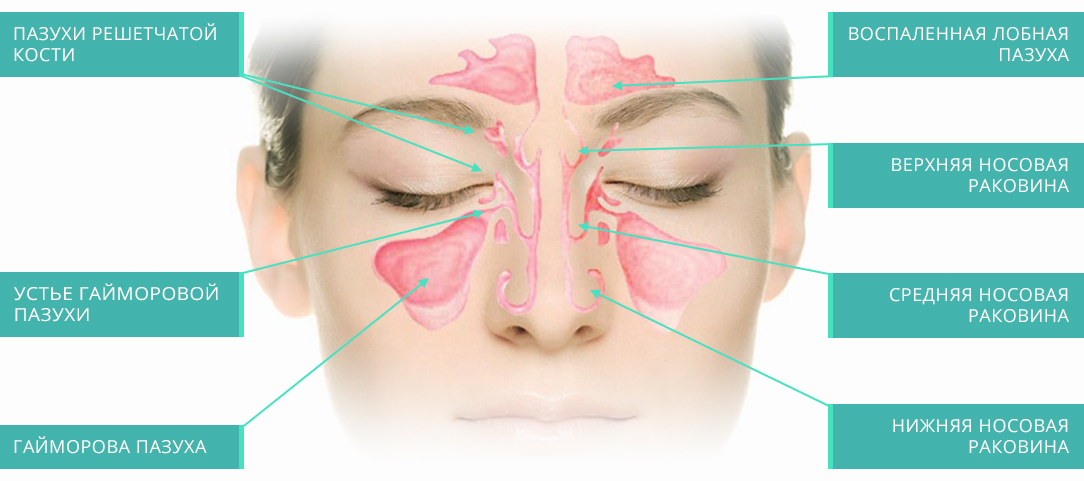 ПАЗУХИ РЕШЕТЧАТОЙ
КОСТИ
УСТЬЕ ГАЙМОРОВОЙ
ПАЗУХИ
ГАЙМОРОВА ПАЗУХА
ВОСПАЛЕННАЯ ЛОБНАЯ
ПАЗУХА
ВЕРХНЯЯ НОСОВАЯ
РАКОВИНА
СРЕДНЯЯ НОСОВАЯ
РАКОВИНА
НИЖНЯЯ НОСОВАЯ
РАКОВИНА